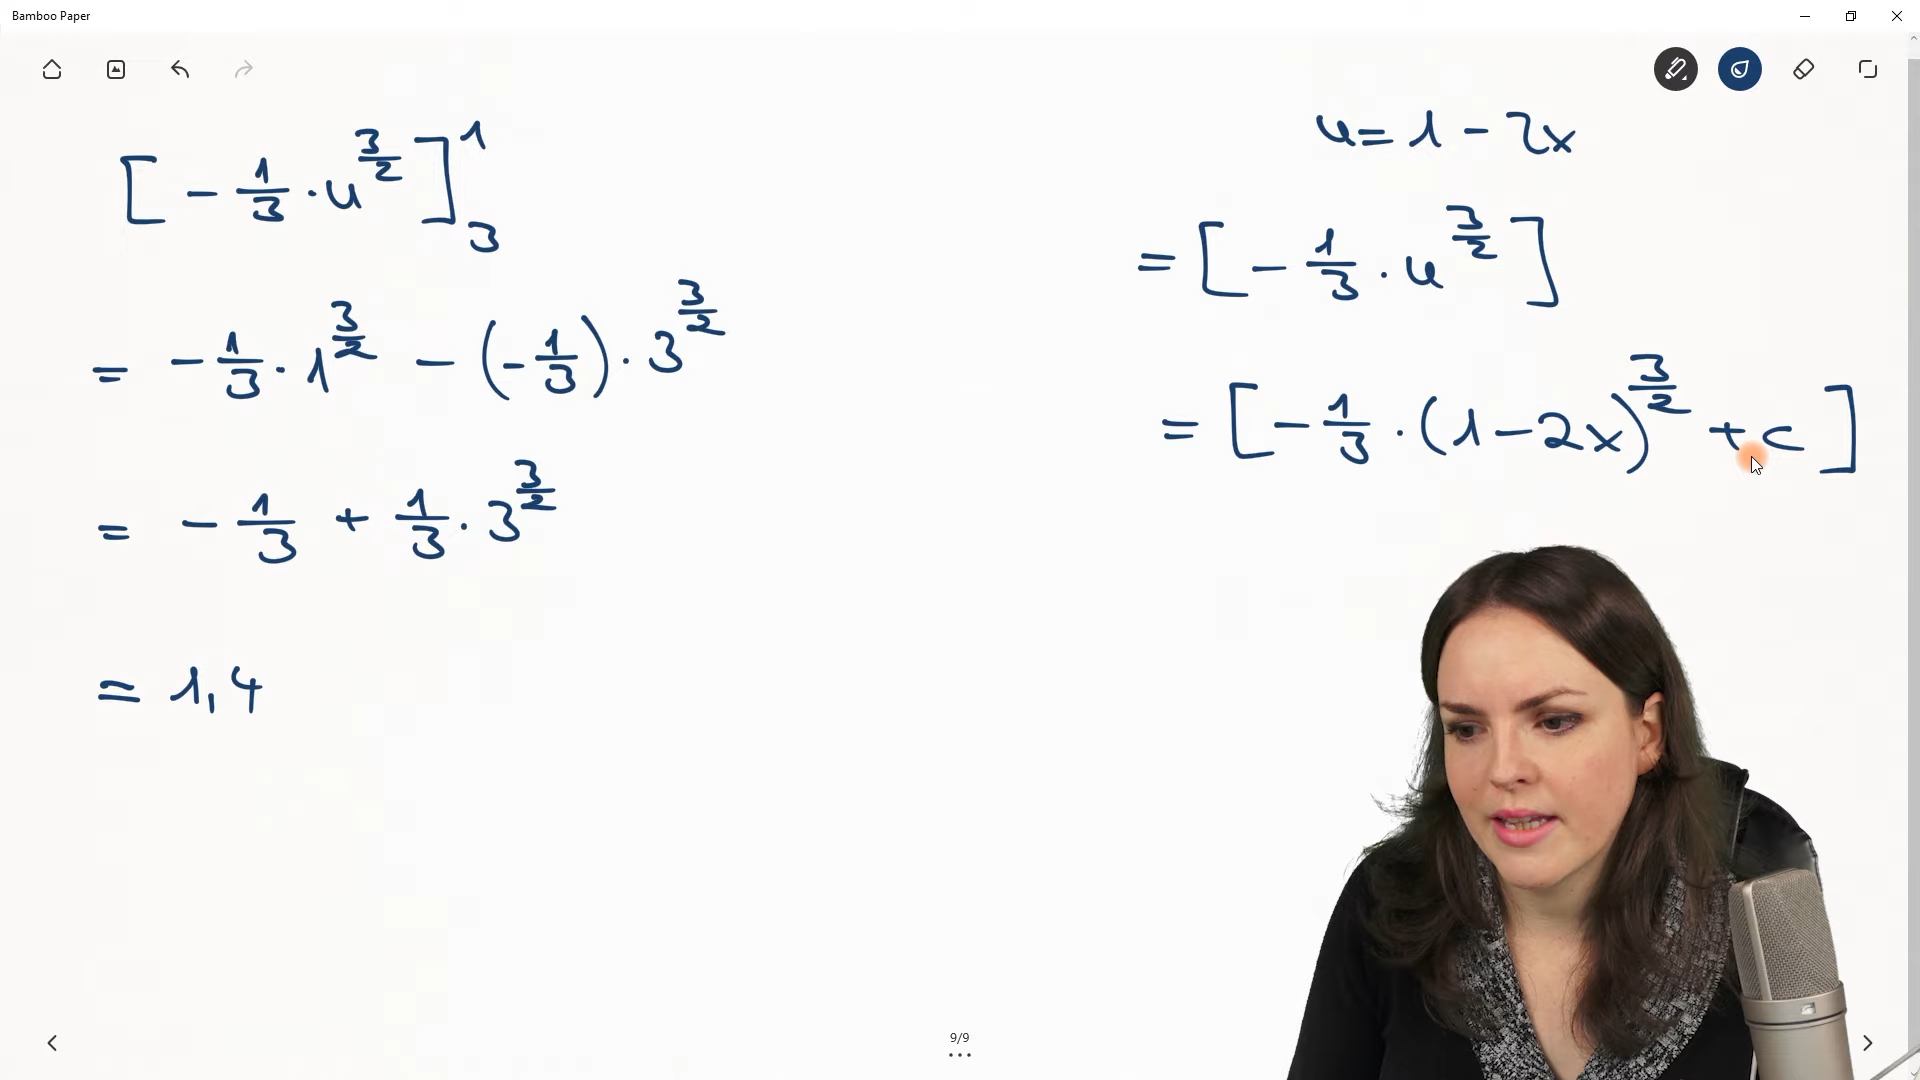 Bamboo Paper
[ - 1/3 · u^(3/2) ]_3^1
= - 1/3 · 1^(3/2) - (- 1/3) · 3^(3/2)
= - 1/3 + 1/3 · 3^(3/2)
≃ 1,4
u = 1 - 2x
= [ - 1/3 · u^(3/2) ]
= [ - 1/3 · (1 - 2x)^(3/2) + c ]
9/9